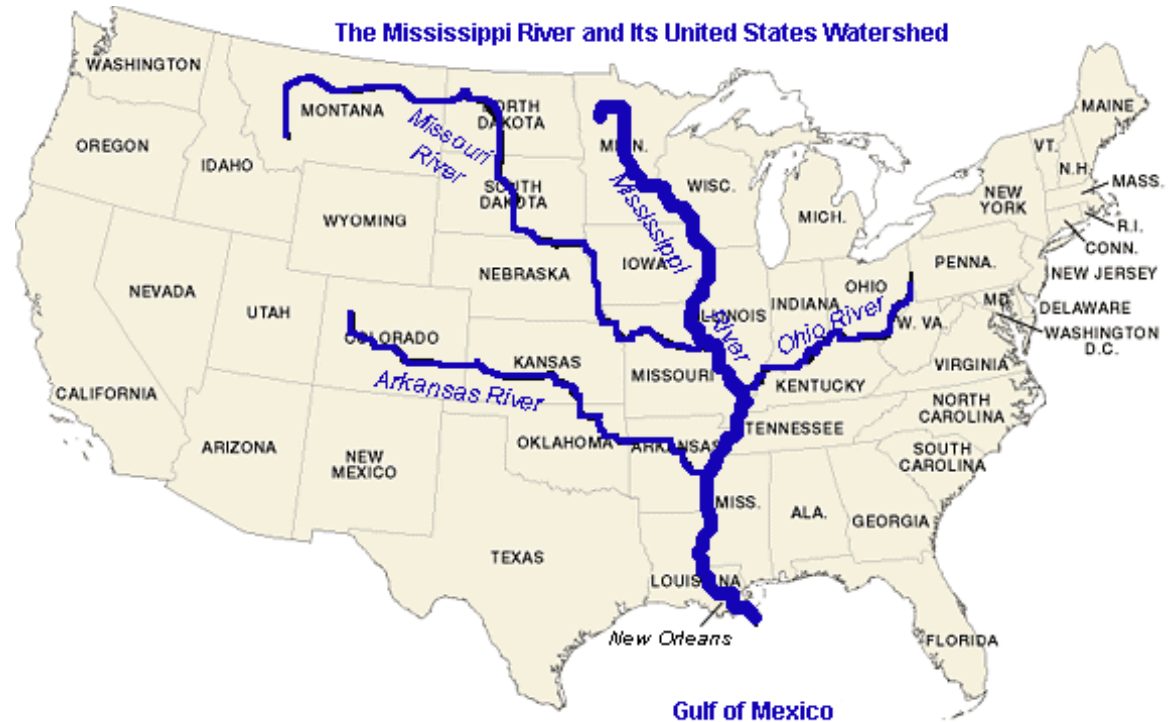 The Mississippi River and Its United States Watershed
WASHINGTON
MONTANA
NORTH
DAKOTA
MINN.
MAINE
OREGON
IDAHO
Missouri
River
SOUTH
DAKOTA
WISC.
VT.
N.H.
MASS.
WYOMING
Mississippi
River
MICH.
NEW
YORK
R.I.
CONN.
NEVADA
UTAH
NEBRASKA
IOWA
ILLINOIS
INDIANA
OHIO
PENNA.
NEW JERSEY
MD.
DELAWARE
WASHINGTON
D.C.
COLORADO
KANSAS
MISSOURI
Ohio River
W. VA.
VIRGINIA
KENTUCKY
CALIFORNIA
Arkansas River
ARIZONA
NEW
MEXICO
OKLAHOMA
ARKANSAS
TENNESSEE
NORTH
CAROLINA
SOUTH
CAROLINA
TEXAS
MISS.
ALA.
GEORGIA
LOUISIANA
New Orleans
FLORIDA
Gulf of Mexico